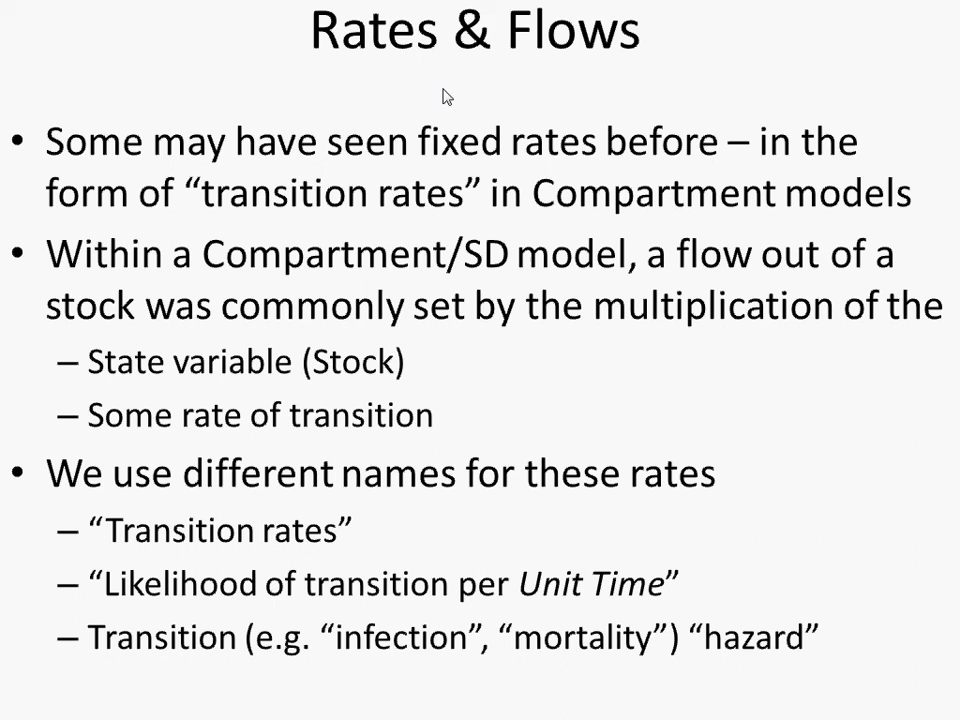 Rates & Flows
• Some may have seen fixed rates before – in the
form of “transition rates” in Compartment models
• Within a Compartment/SD model, a flow out of a
stock was commonly set by the multiplication of the
– State variable (Stock)
– Some rate of transition
• We use different names for these rates
– “Transition rates”
– “Likelihood of transition per Unit Time”
– Transition (e.g. “infection”, “mortality”) “hazard”